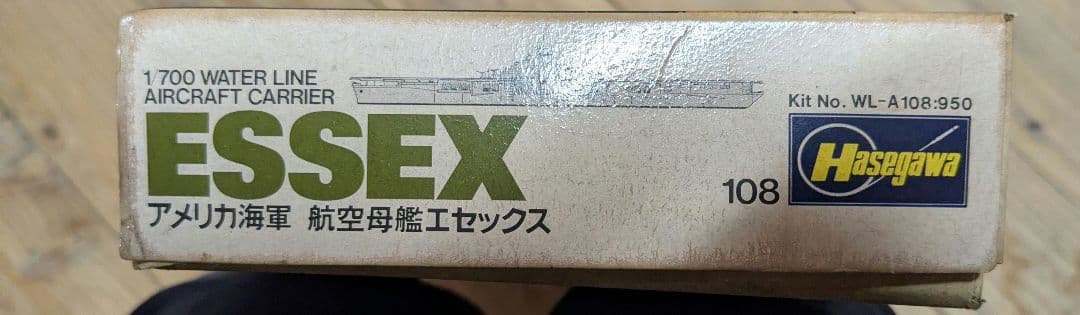 1/700 WATER LINE
AIRCRAFT CARRIER
ESSEX
アメリカ海軍 航空母艦エセックス
Kit No. WL-A108:950
108
Hasegawa